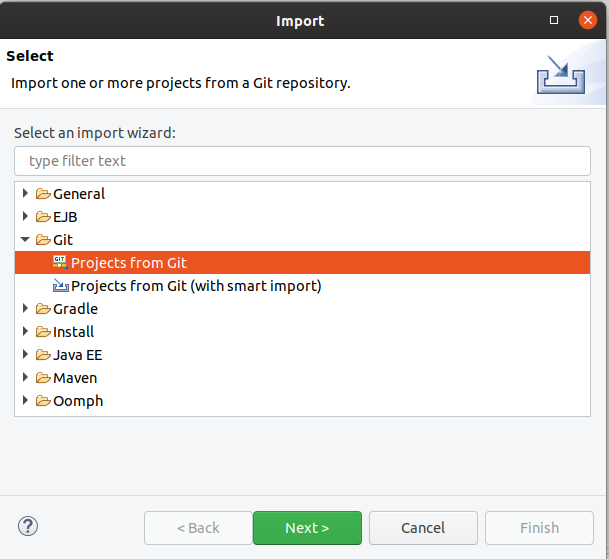 Import
Select
Import one or more projects from a Git repository.
Select an import wizard:
type filter text
General
EJB
Git
GIT
Projects from Git
Projects from Git (with smart import)
Gradle
Install
Java EE
Maven
Oomph
?
< Back
Next >
Cancel
Finish